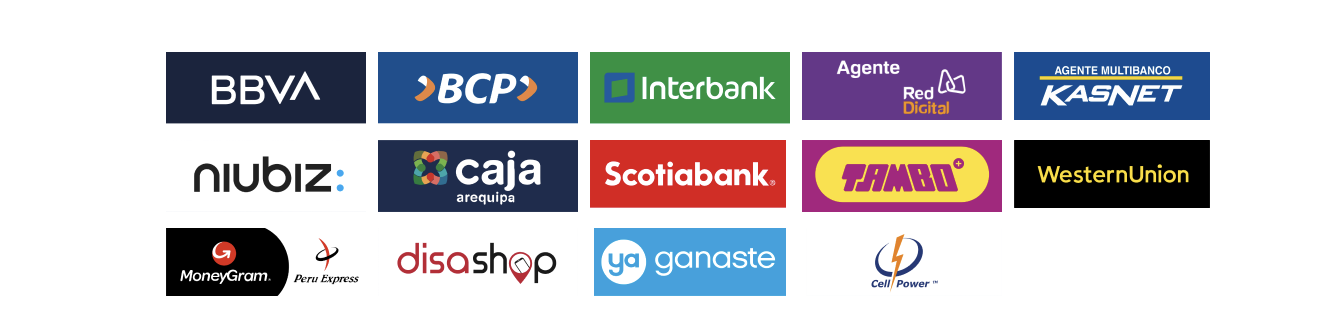 BBVA
BCP
Interbank
Agente
Red
Digital
AGENTE MULTIBANCO
KASNET
niubiz:
caja
arequipa
Scotiabank®
TAMBO+
WesternUnion
MoneyGram®
Peru Express
disashop
ya ganaste
Cell Power ™